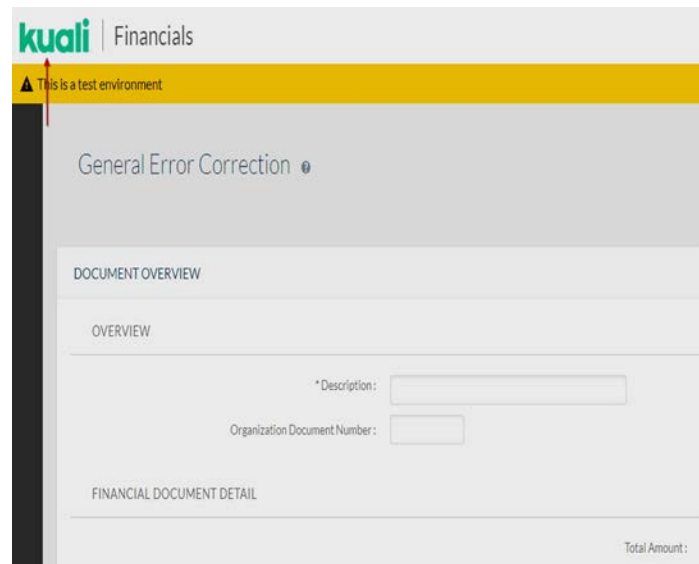 kuali | Financials
This is a test environment
General Error Correction
DOCUMENT OVERVIEW
OVERVIEW
* Description:
Organization Document Number:
FINANCIAL DOCUMENT DETAIL
Total Amount: